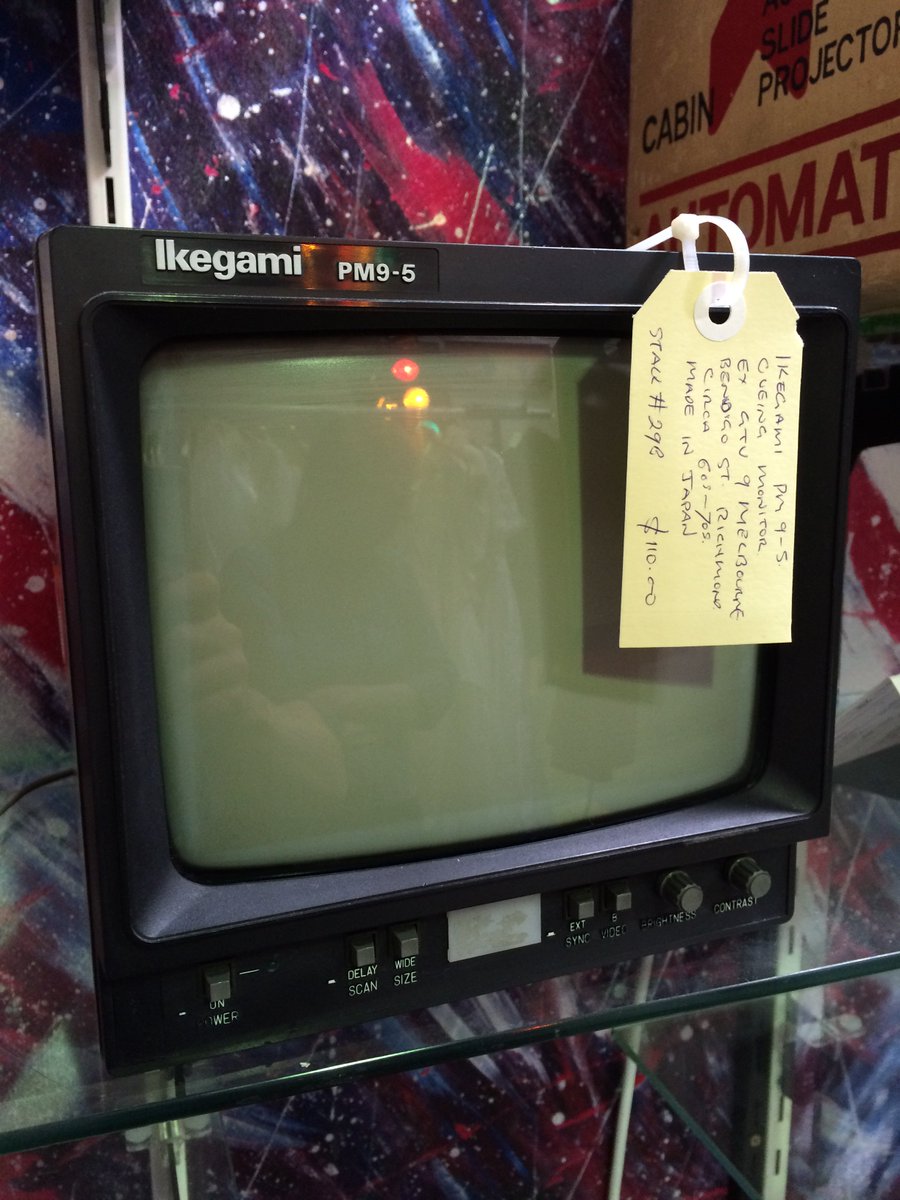 SLIDE
CABIN PROJECTOR
AUTOMAT
Ikegami PM9-5
IKEGAMI PM 9-5.
CUEING MONITOR.
EX GTV 9 MELBOURNE
BENDIGO ST. RICHMOND
CIRCA 60s-70s.
MADE IN JAPAN
STALL # 298 $110.00
ON
POWER
DELAY
SCAN
WIDE
SIZE
EXT
SYNC
B
VIDEO
BRIGHTNESS
CONTRAST